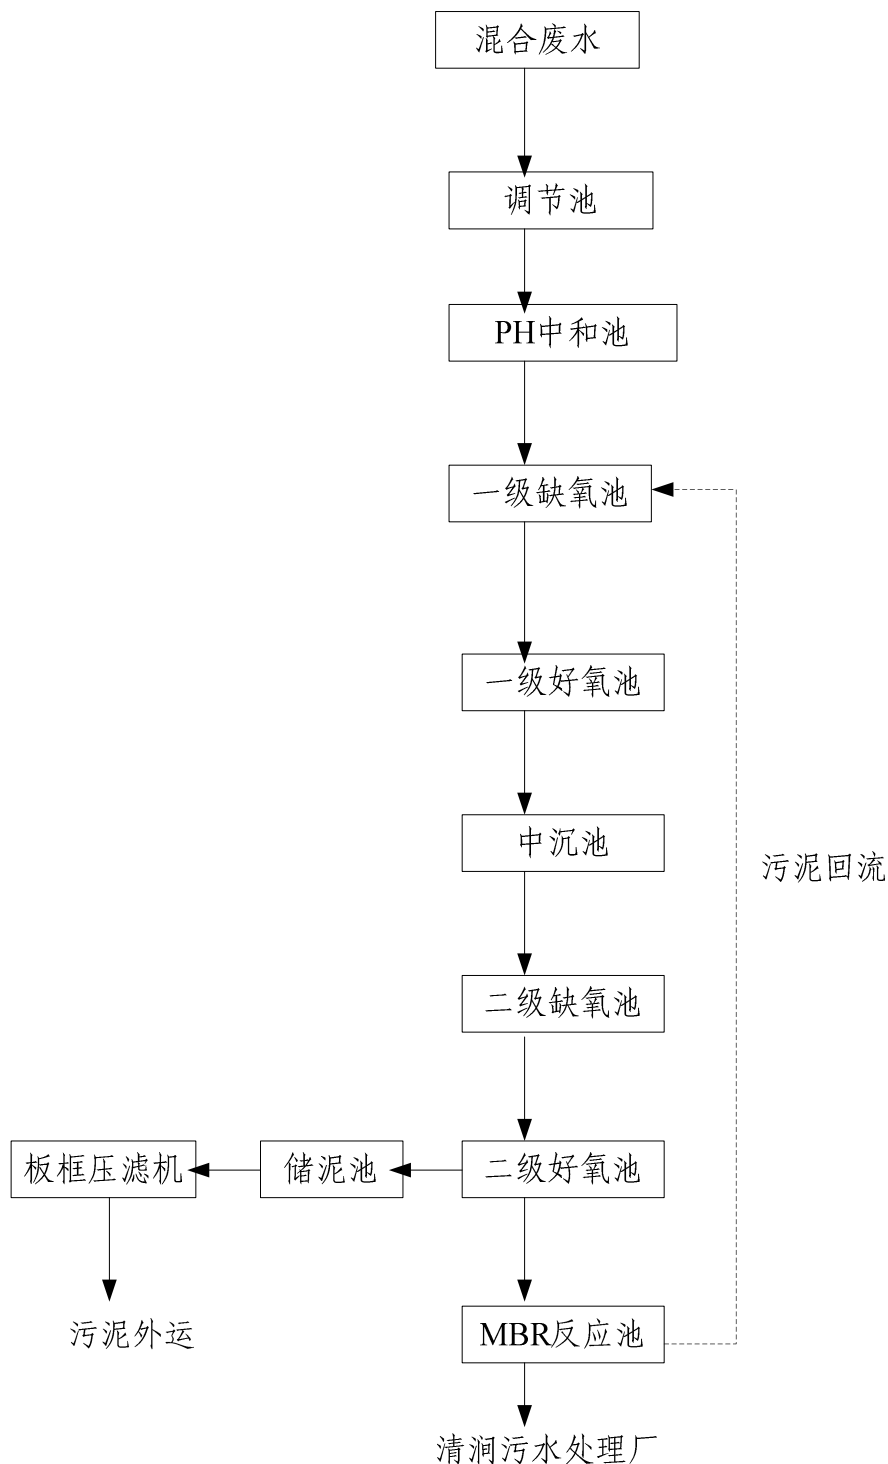 混合废水
调节池
PH中和池
一级缺氧池
一级好氧池
中沉池
污泥回流
二级缺氧池
板框压滤机
储泥池
二级好氧池
污泥外运
MBR反应池
清涧污水处理厂